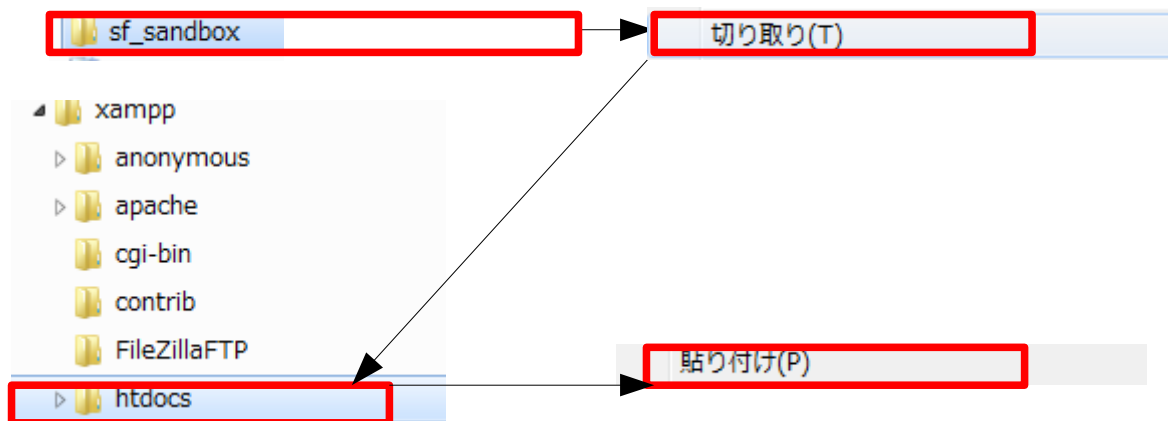 sf_sandbox
切り取り(T)
xampp
anonymous
apache
cgi-bin
contrib
FileZillaFTP
htdocs
貼り付け(P)